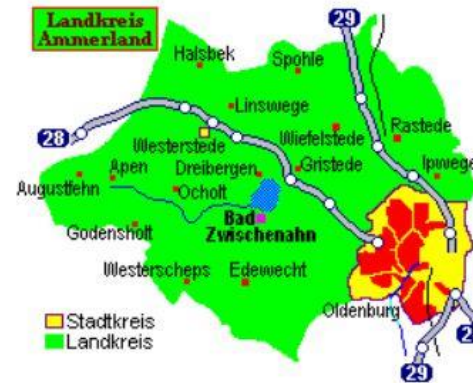 Landkreis
Ammerland
29
Halsbek
Spohle
Linswege
28
Westerstede
Wiefelstede
Rastede
Apen
Dreibergen
Gristede
Ipwege
Augustfehn
Ocholt
Bad
Zwischenahn
Godensholt
Westerscheps
Edewecht
Oldenburg
Stadtkreis
Landkreis
29